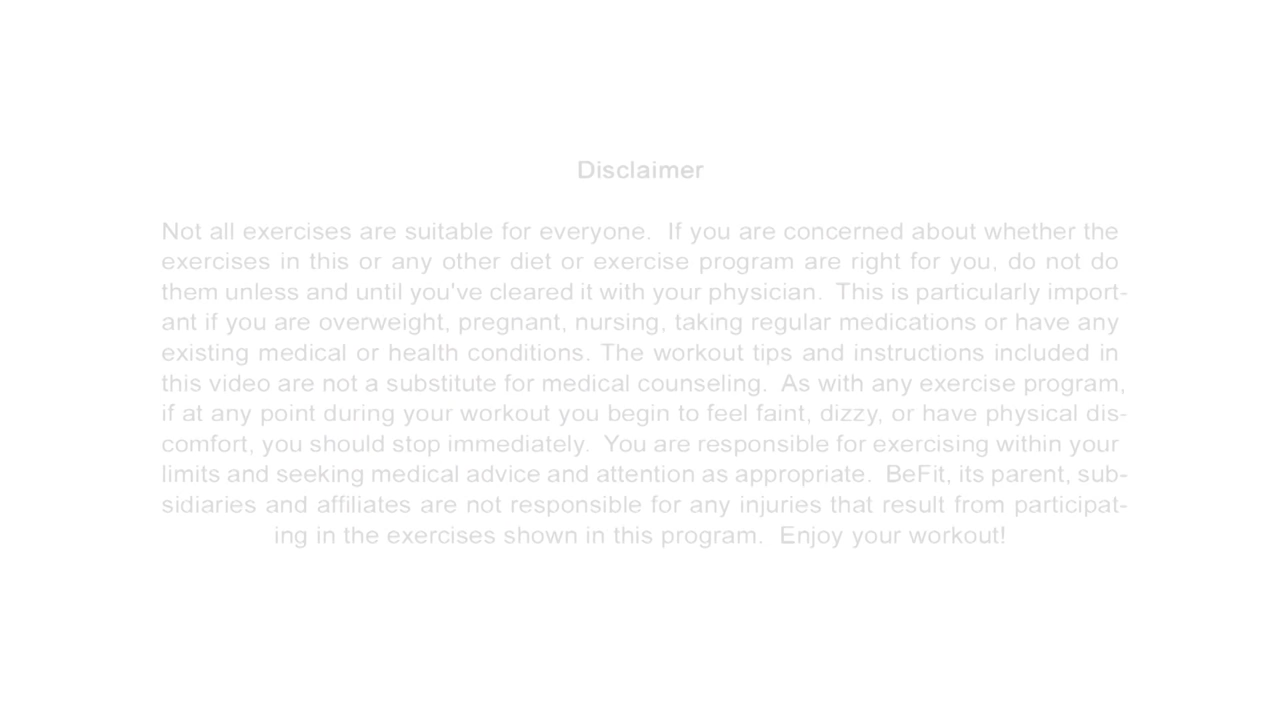 Disclaimer
Not all exercises are suitable for everyone.  If you are concerned about whether the
exercises in this or any other diet or exercise program are right for you, do not do
them unless and until you've cleared it with your physician.  This is particularly import-
ant if you are overweight, pregnant, nursing, taking regular medications or have any
existing medical or health conditions. The workout tips and instructions included in
this video are not a substitute for medical counseling.  As with any exercise program,
if at any point during your workout you begin to feel faint, dizzy, or have physical dis-
comfort, you should stop immediately.  You are responsible for exercising within your
limits and seeking medical advice and attention as appropriate.  BeFit, its parent, sub-
sidiaries and affiliates are not responsible for any injuries that result from participat-
ing in the exercises shown in this program.  Enjoy your workout!